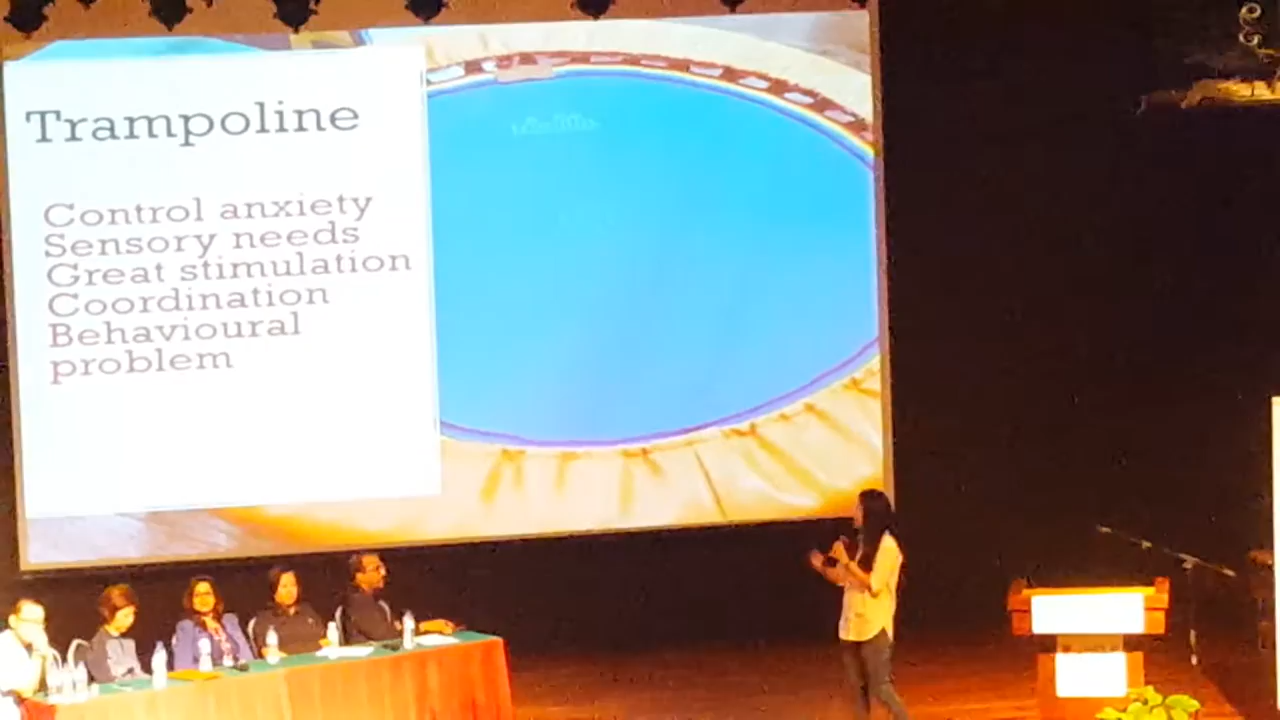 Trampoline
Control anxiety
Sensory needs
Great stimulation
Coordination
Behavioural
problem